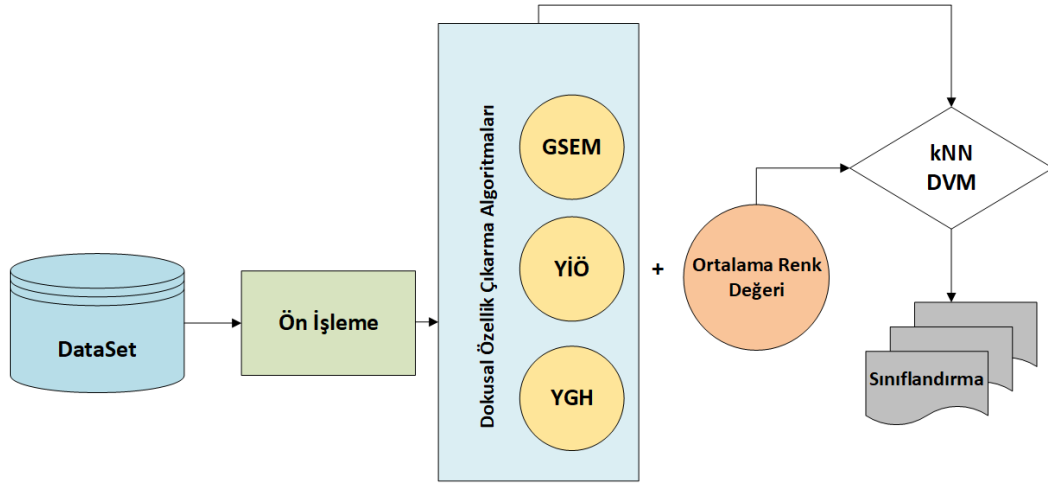 DataSet
Ön İşleme
Dokusal Özellik Çıkarma Algoritmaları
GSEM
YİÖ
YGH
+
Ortalama Renk
Değeri
kNN
DVM
Sınıflandırma